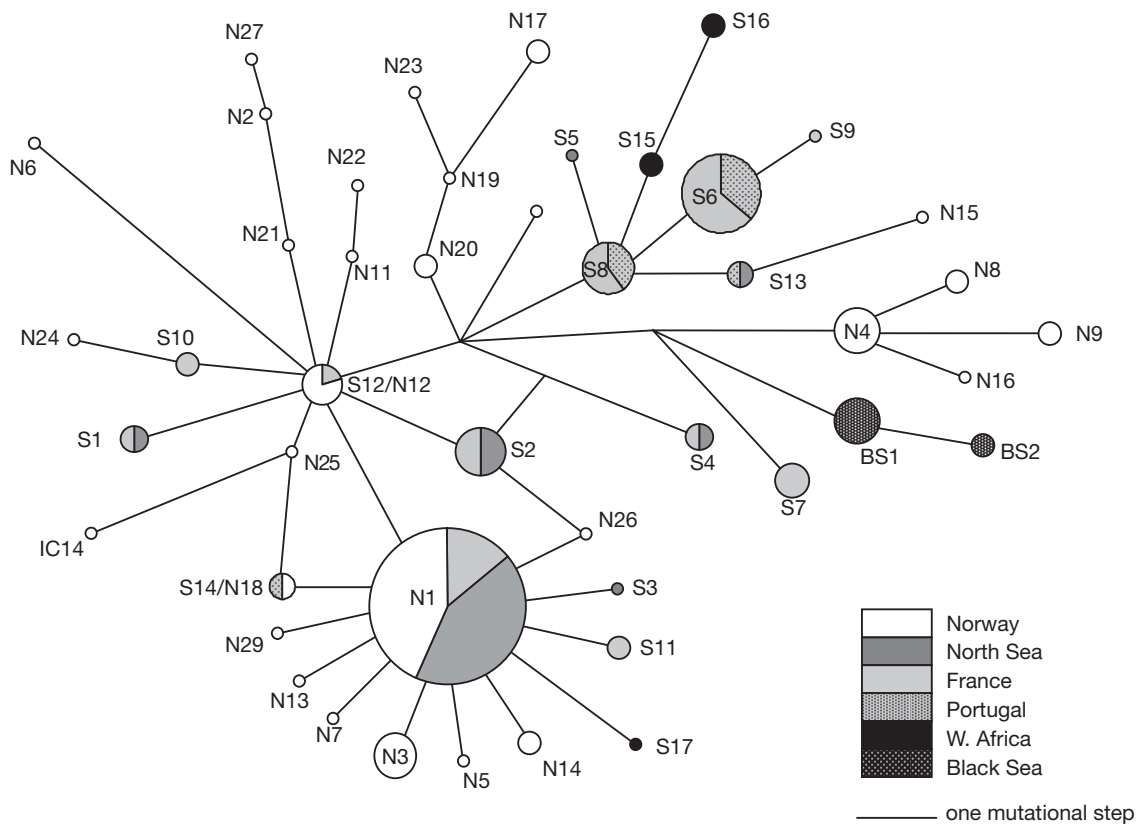 N17
S16
N27
N23
S9
S5
S15
N2
N22
N6
S6
N19
N15
N21
N20
N11
S8
S13
N8
N4
N9
N24
S10
S12/N12
N16
S1
S2
S4
BS1
BS2
N25
S7
N26
IC14
S14/N18
N1
S3
N29
S11
N13
N7
N3
N5
N14
S17
Norway
North Sea
France
Portugal
W. Africa
Black Sea
one mutational step